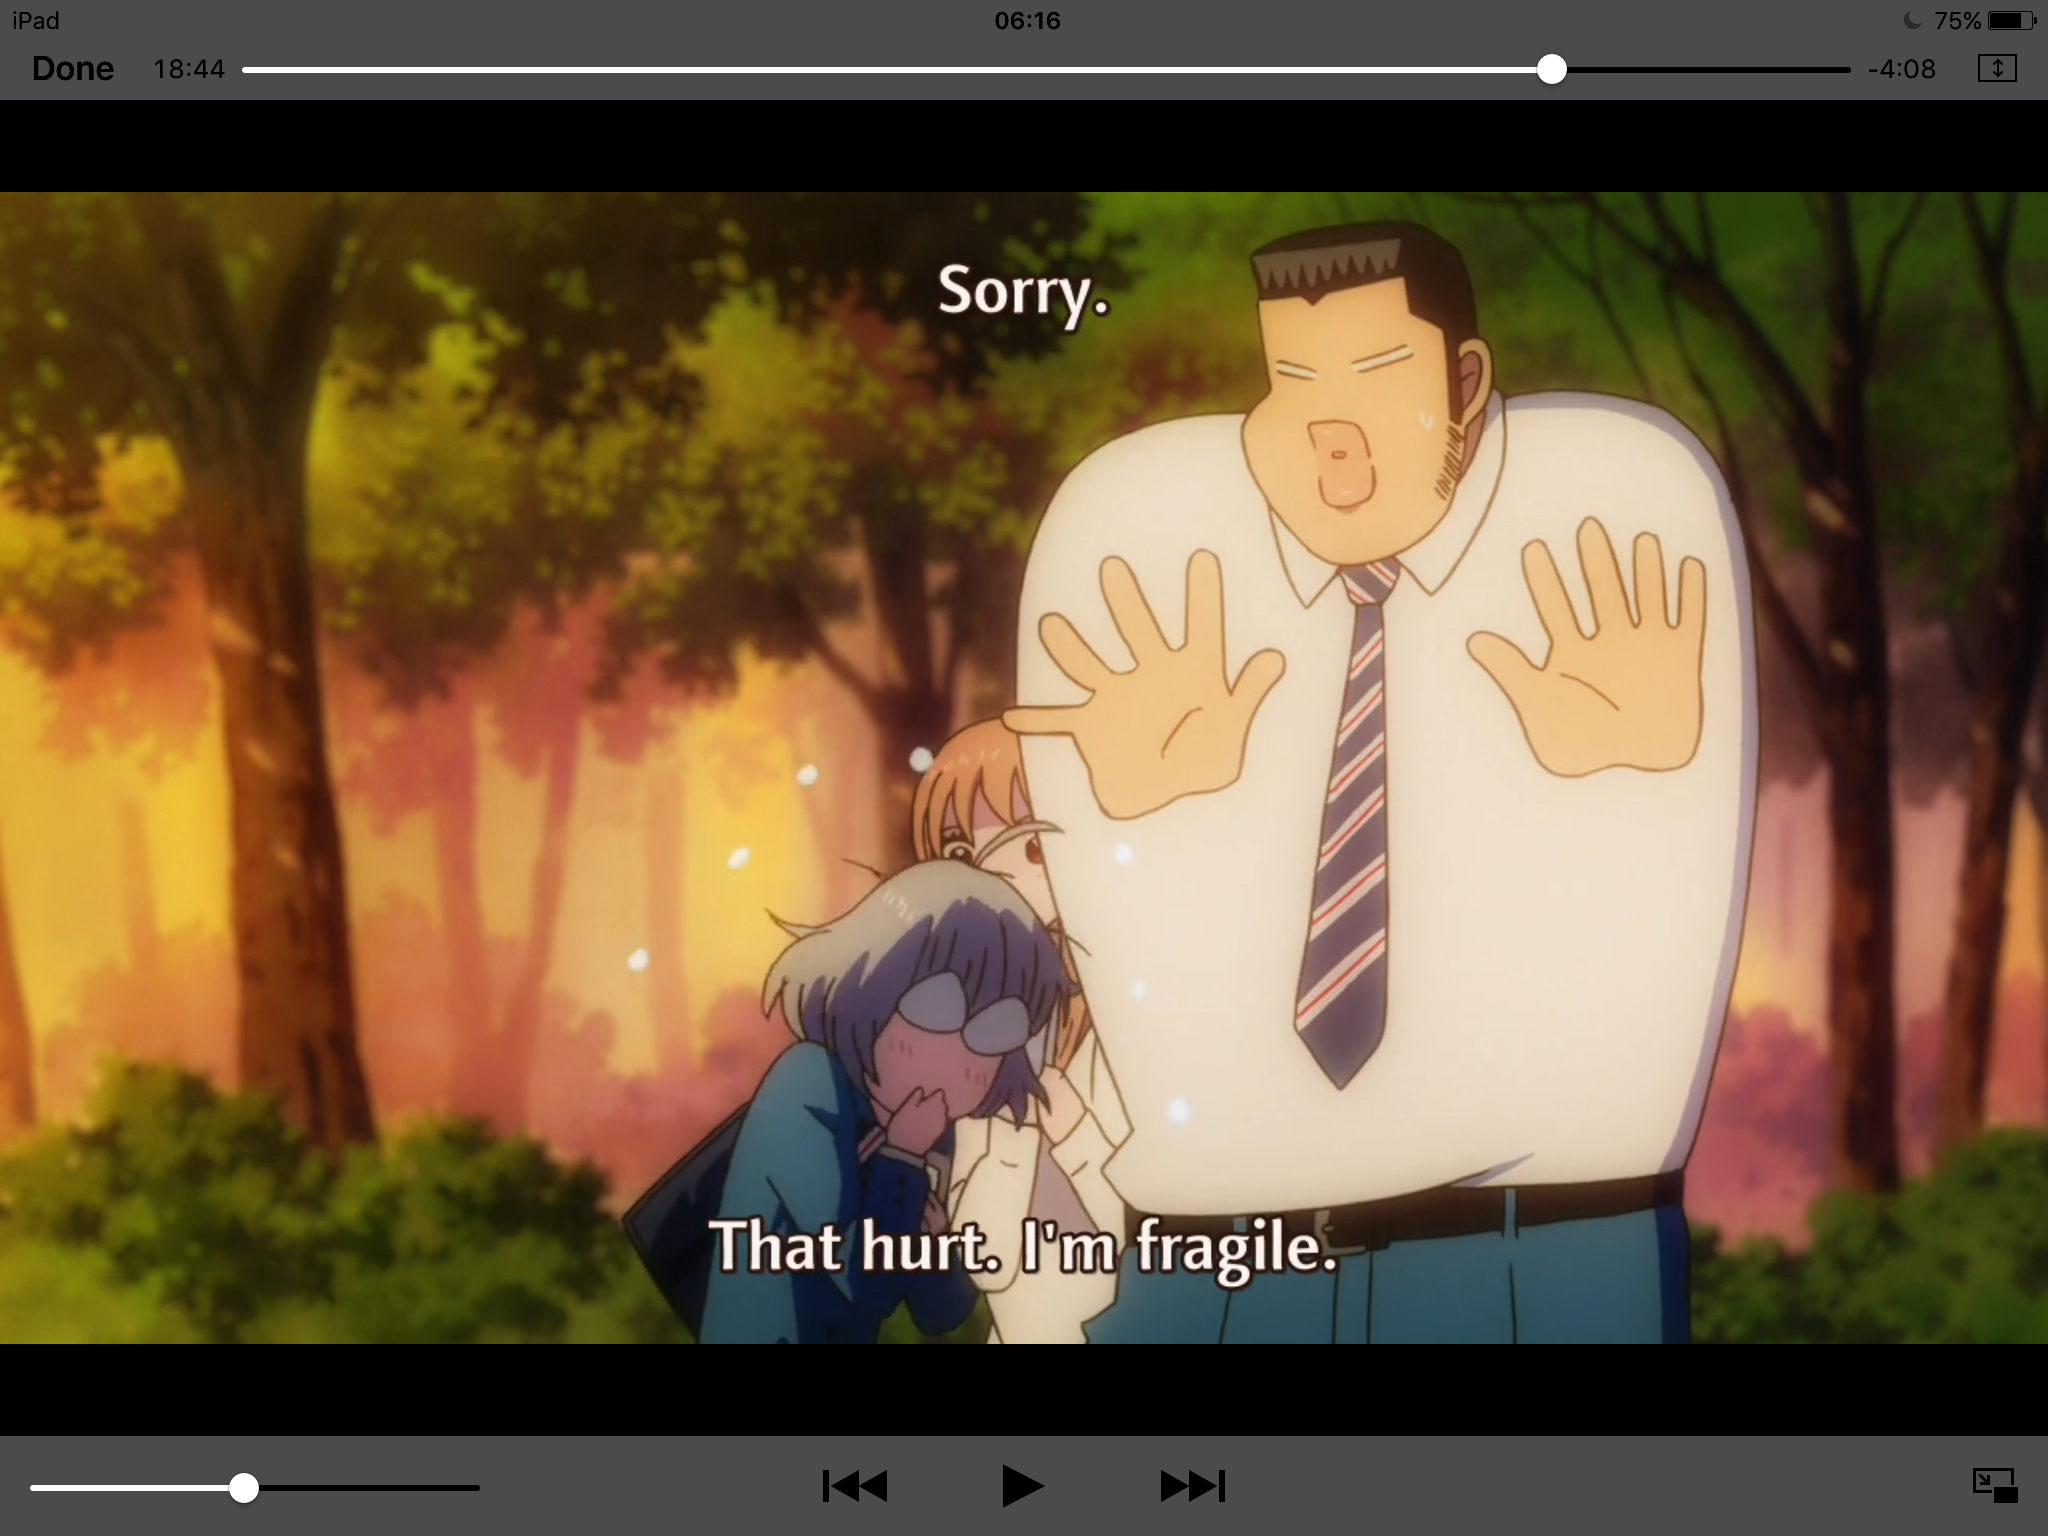 iPad
06:16
75%
Done
18:44
-4:08
Sorry.
That hurt. I'm fragile.